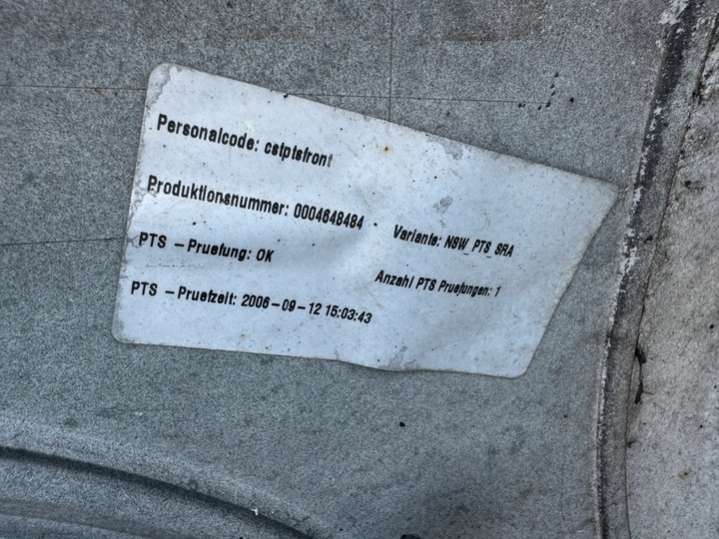 Personalcode: cstptsfront
Produktionsnummer: 0004648484
Variante: NSW_PTS_SRA
PTS -Pruefung: OK
Anzahl PTS Pruefungen: 1
PTS -Pruefzeit: 2006-09-12 15:03:43